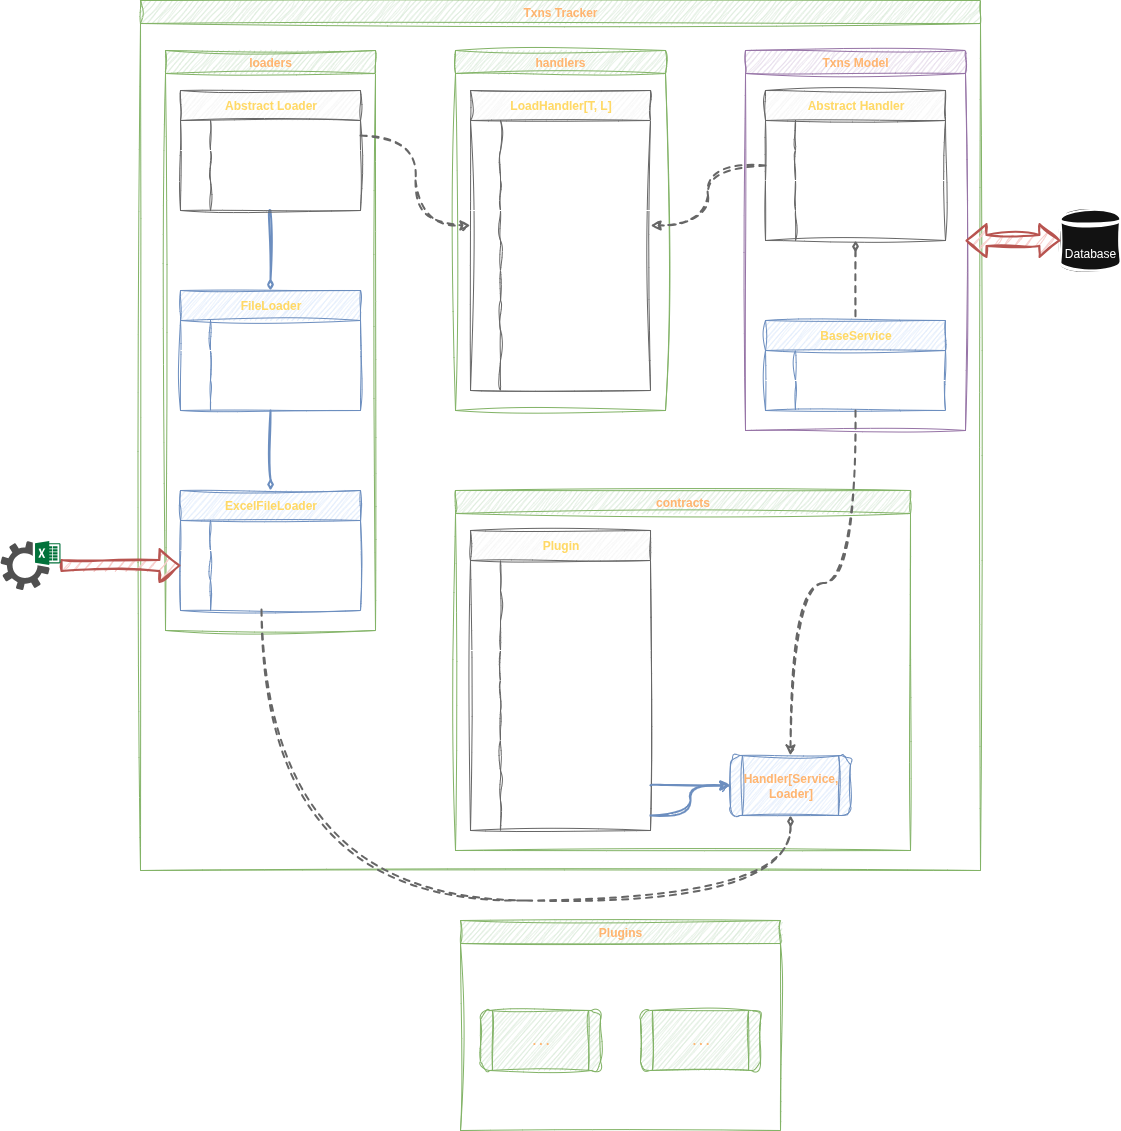 Txns Tracker
loaders
handlers
Txns Model
Abstract Loader
LoadHandler[T, L]
Abstract Handler
Database
FileLoader
BaseService
ExcelFileLoader
contracts
X
Plugin
Handler[Service,
Loader]
Plugins
...
...